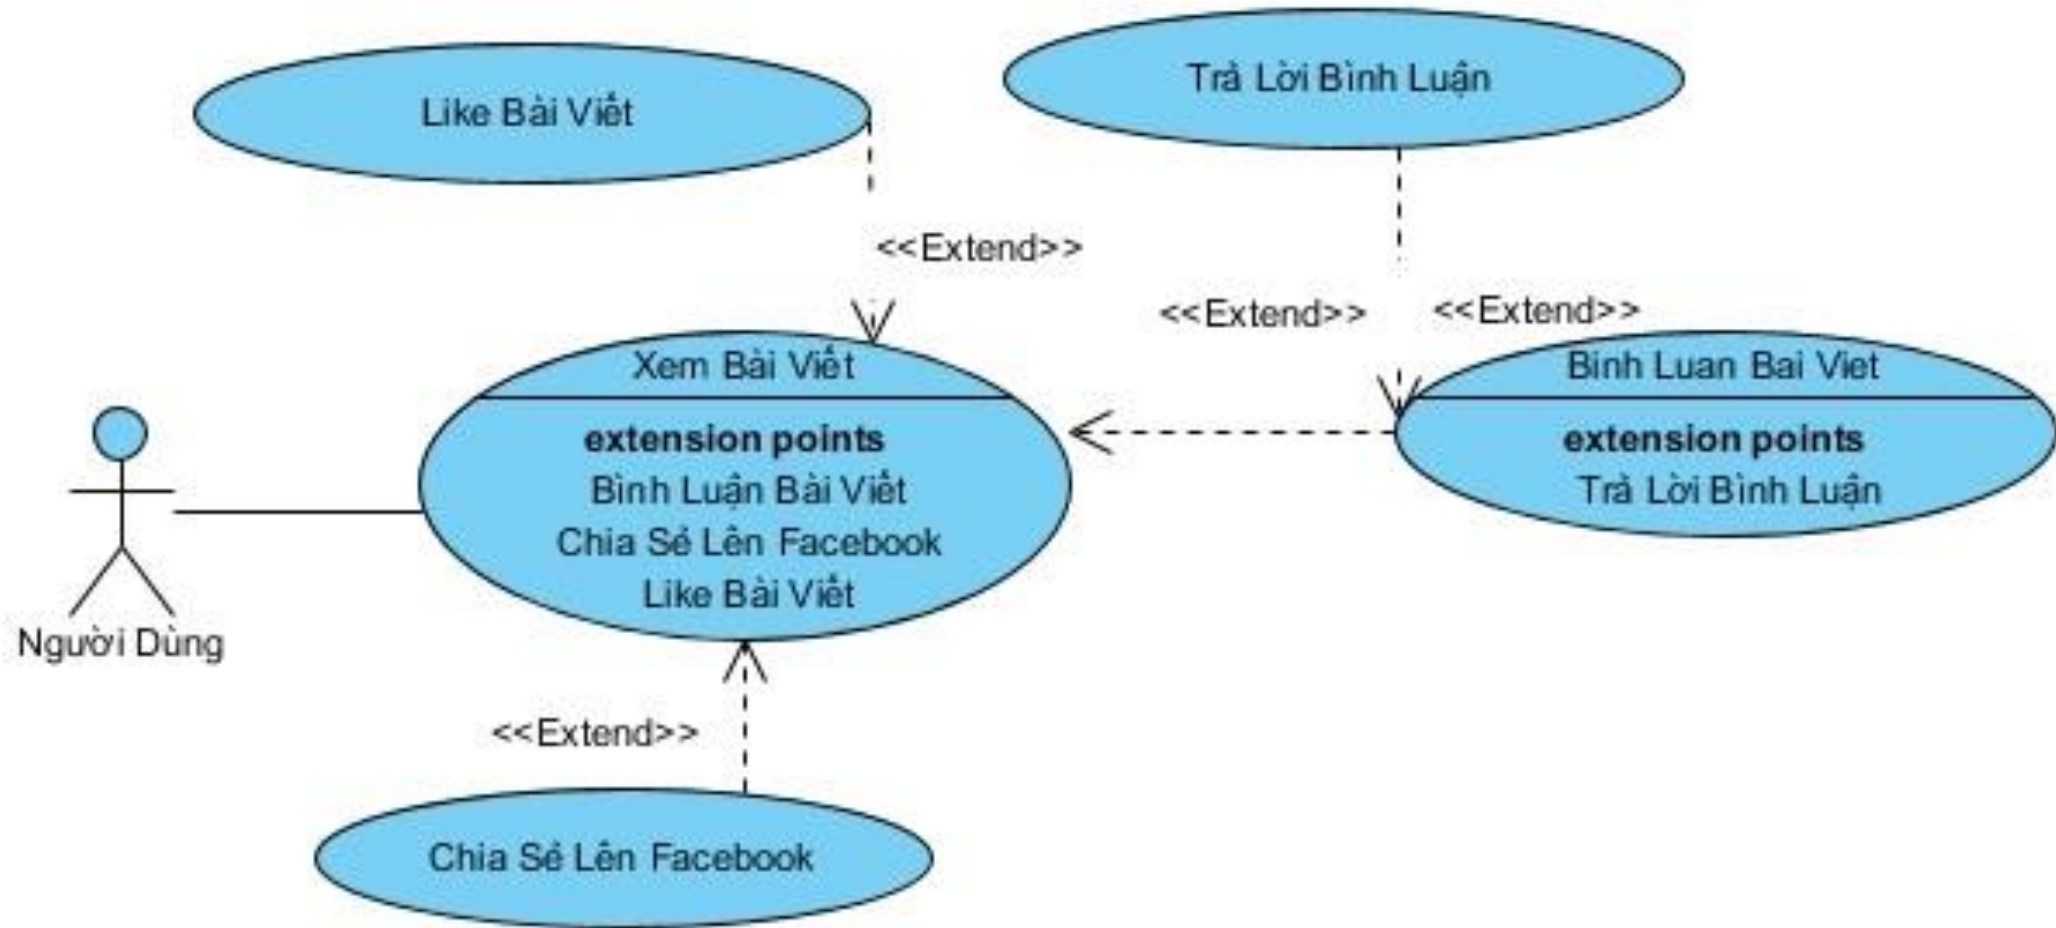 Like Bài Viết
Trả Lời Bình Luận
<<Extend>>
<<Extend>>
<<Extend>>
Xem Bài Viết
extension points
Bình Luận Bài Viết
Chia Sẻ Lên Facebook
Like Bài Viết
Binh Luan Bai Viet
extension points
Trả Lời Bình Luận
Người Dùng
<<Extend>>
Chia Sẻ Lên Facebook